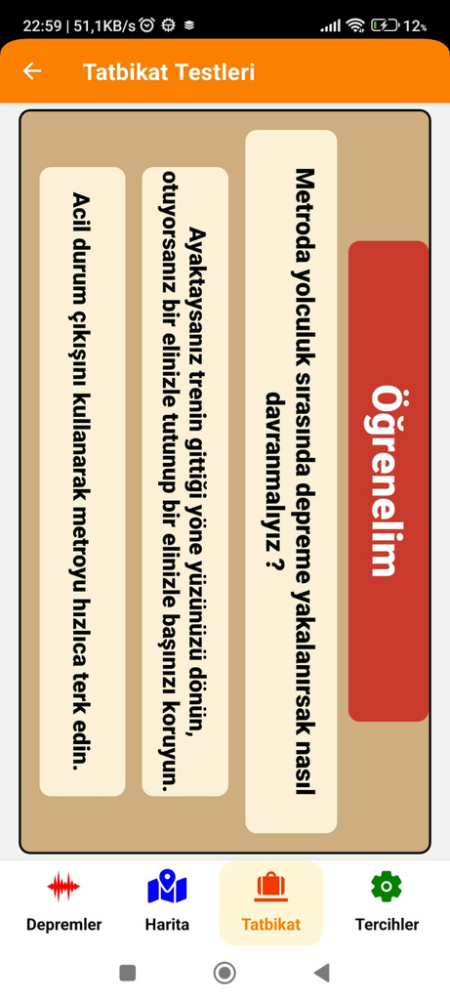 22:59 | 51,1KB/s
12%
Tatbikat Testleri
Öğrenelim
Metroda yolculuk sırasında depreme yakalanırsak nasıl
davranmalıyız ?
Ayaktaysanız trenin gittiği yöne yüzünüzü dönün,
otuyorsanız bir elinizle tutunup bir elinizle başınızı koruyun.
Acil durum çıkışını kullanarak metroyu hızlıca terk edin.
Depremler
Harita
Tatbikat
Tercihler